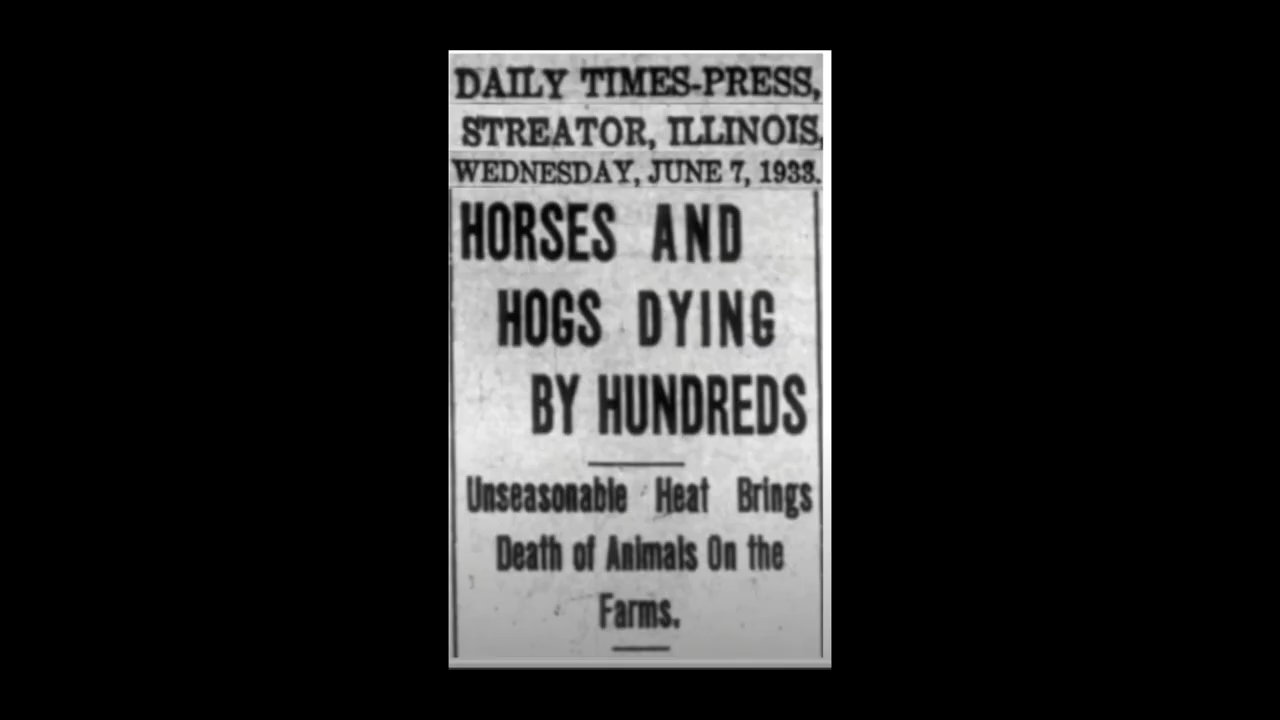 DAILY TIMES-PRESS,
STREATOR, ILLINOIS,
WEDNESDAY, JUNE 7, 1933.
HORSES AND
HOGS DYING
BY HUNDREDS
Unseasonable Heat Brings
Death of Animals On the
Farms.